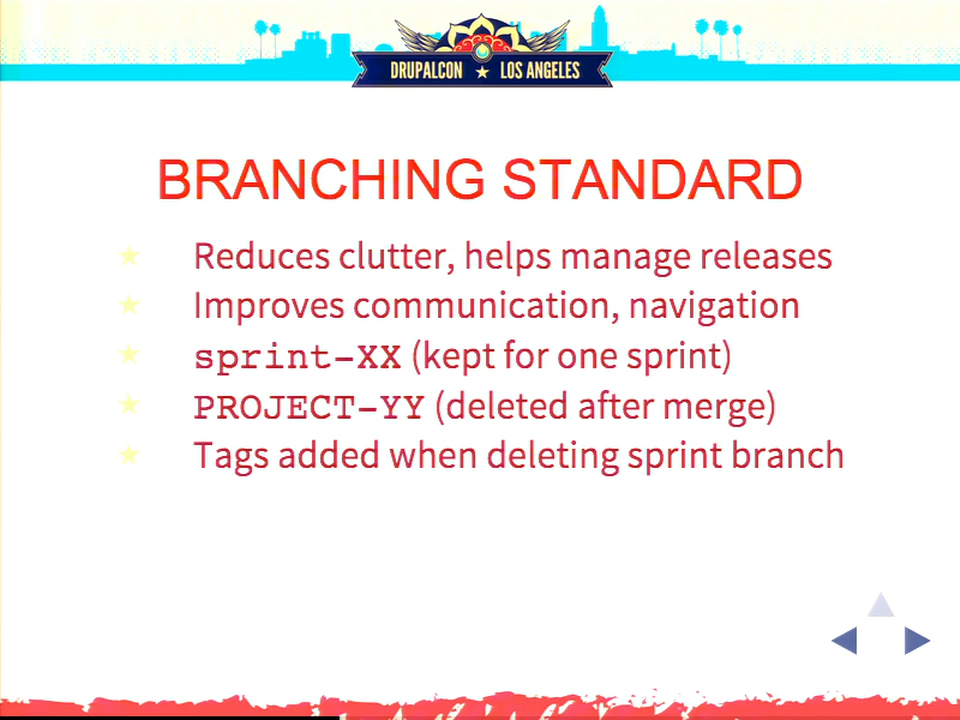 DRUPALCON ★ LOS ANGELES
BRANCHING STANDARD
★ Reduces clutter, helps manage releases
★ Improves communication, navigation
★ sprint-XX (kept for one sprint)
★ PROJECT-YY (deleted after merge)
★ Tags added when deleting sprint branch